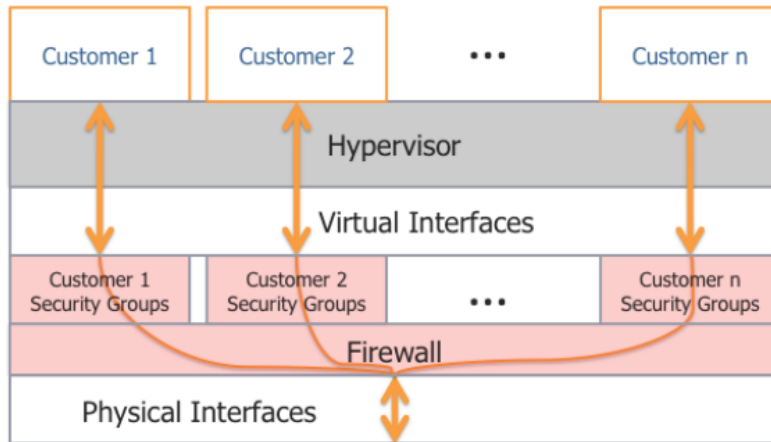 Customer 1
Customer 2
...
Customer n
Hypervisor
Virtual Interfaces
Customer 1
Security Groups
Customer 2
Security Groups
...
Customer n
Security Groups
Firewall
Physical Interfaces